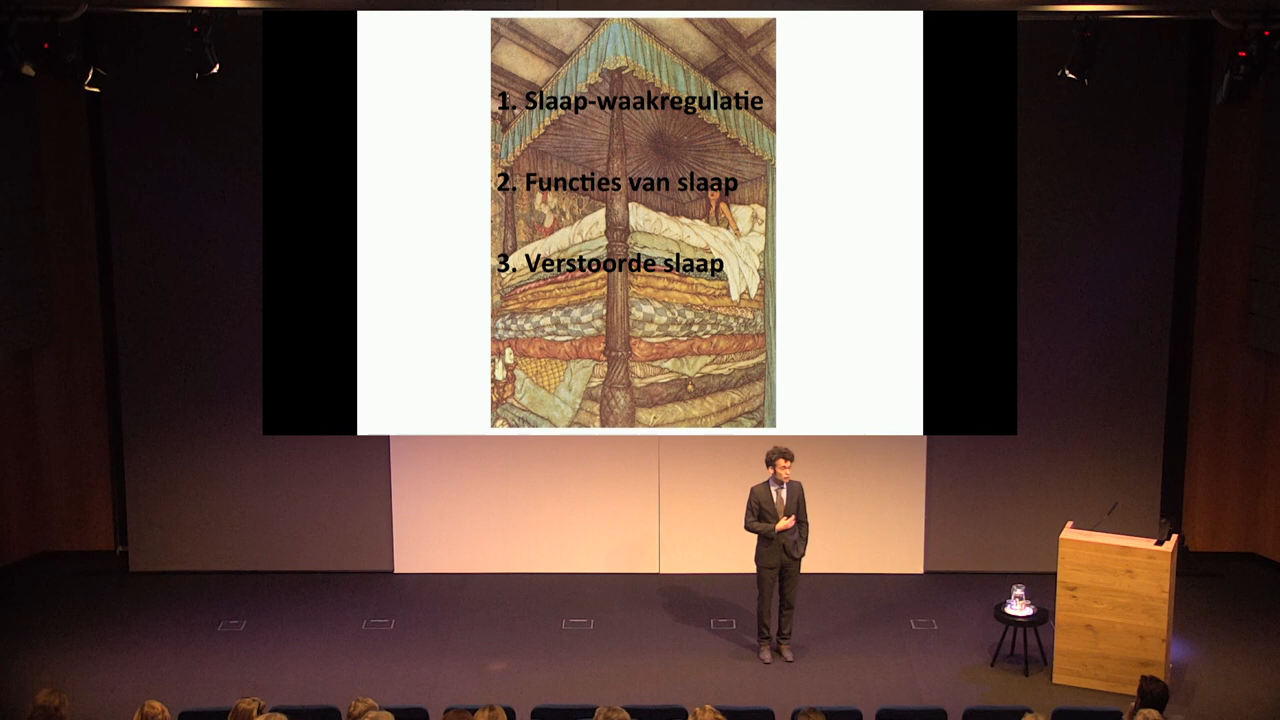 1. Slaap-waakregulatie
2. Functies van slaap
3. Verstoorde slaap